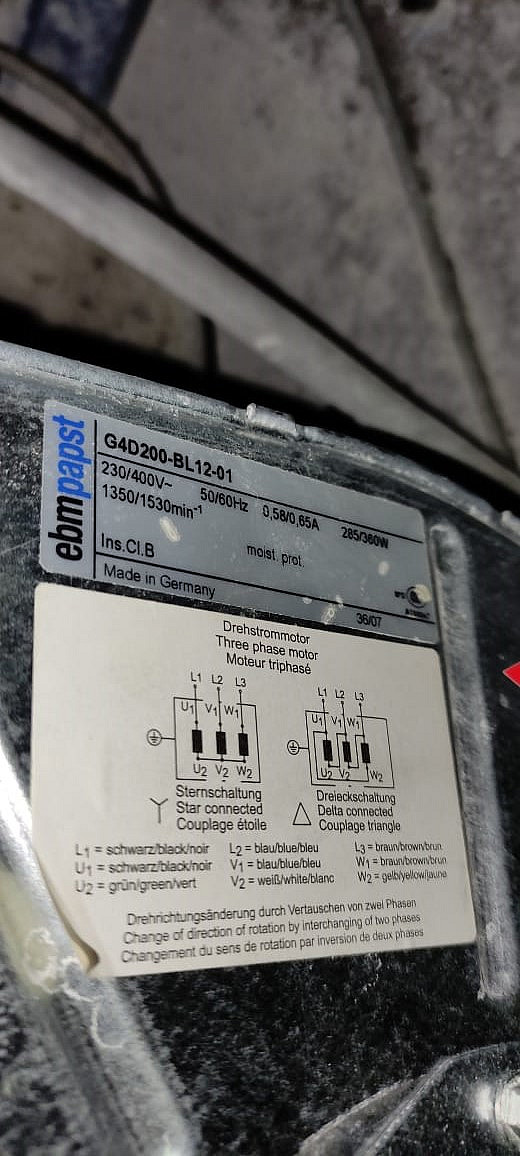 ebmpapst
G4D200-BL12-01
230/400V~ 50/60Hz 0,58/0,65A 285/360W
1350/1530min⁻¹
Ins.Cl.B moist. prot.
Made in Germany 36/07
Drehstrommotor
Three phase motor
Moteur triphasé
L1 L2 L3 L1 L2 L3
U1 V1 W1 U1 V1 W1
U2 V2 W2 U2 V2 W2
Sternschaltung
Star connected
Couplage étoile
Dreieckschaltung
Delta connected
Couplage triangle
L1 = schwarz/black/noir L2 = blau/blue/bleu L3 = braun/brown/brun
U1 = schwarz/black/noir V1 = blau/blue/bleu W1 = braun/brown/brun
U2 = grün/green/vert V2 = weiß/white/blanc W2 = gelb/yellow/jaune
Drehrichtungsänderung durch Vertauschen von zwei Phasen
Change of direction of rotation by interchanging of two phases
Changement du sens de rotation par inversion de deux phases